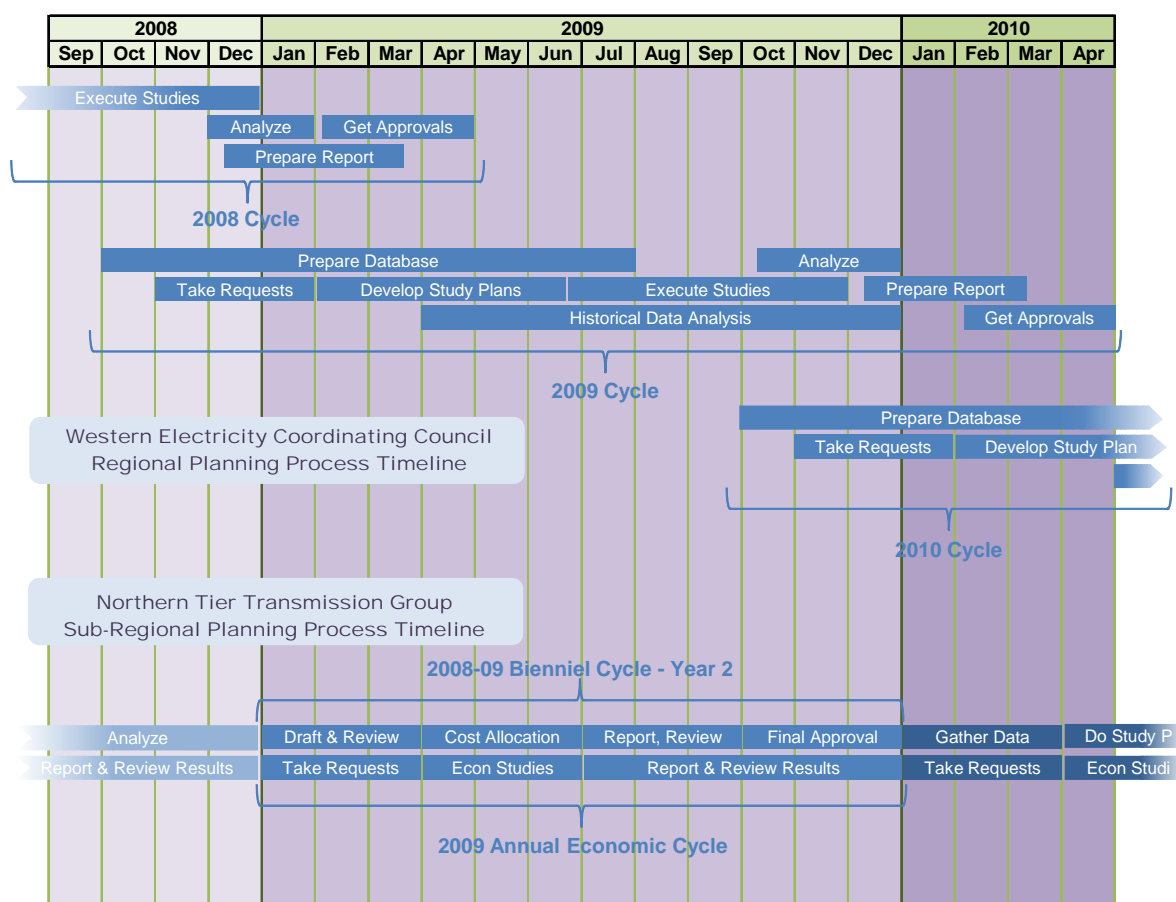 2008 2009 2010
Sep Oct Nov Dec Jan Feb Mar Apr May Jun Jul Aug Sep Oct Nov Dec Jan Feb Mar Apr
Execute Studies
Analyze Get Approvals
Prepare Report
2008 Cycle
Prepare Database Analyze
Take Requests Develop Study Plans Execute Studies Prepare Report
Historical Data Analysis Get Approvals
2009 Cycle
Prepare Database
Western Electricity Coordinating Council
Regional Planning Process Timeline
Take Requests Develop Study Plan
2010 Cycle
Northern Tier Transmission Group
Sub-Regional Planning Process Timeline
2008-09 Bienniel Cycle - Year 2
Analyze Draft & Review Cost Allocation Report, Review Final Approval Gather Data Do Study P
Report & Review Results Take Requests Econ Studies Report & Review Results Take Requests Econ Studi
2009 Annual Economic Cycle